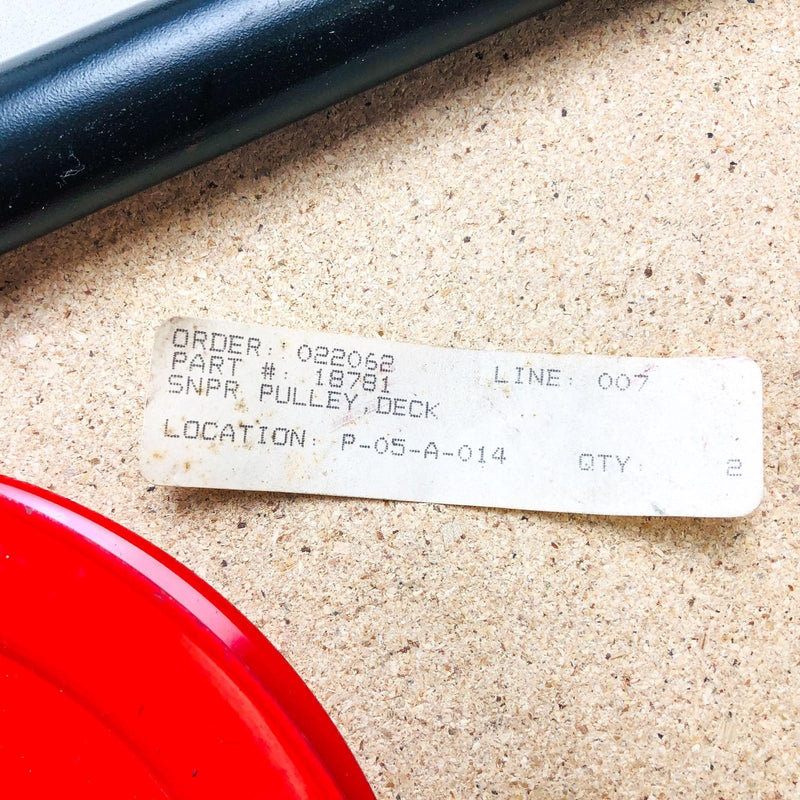 ORDER: 022062
PART #: 18781 LINE: 007
SNPR PULLEY DECK
LOCATION: P-05-A-014 QTY: 2